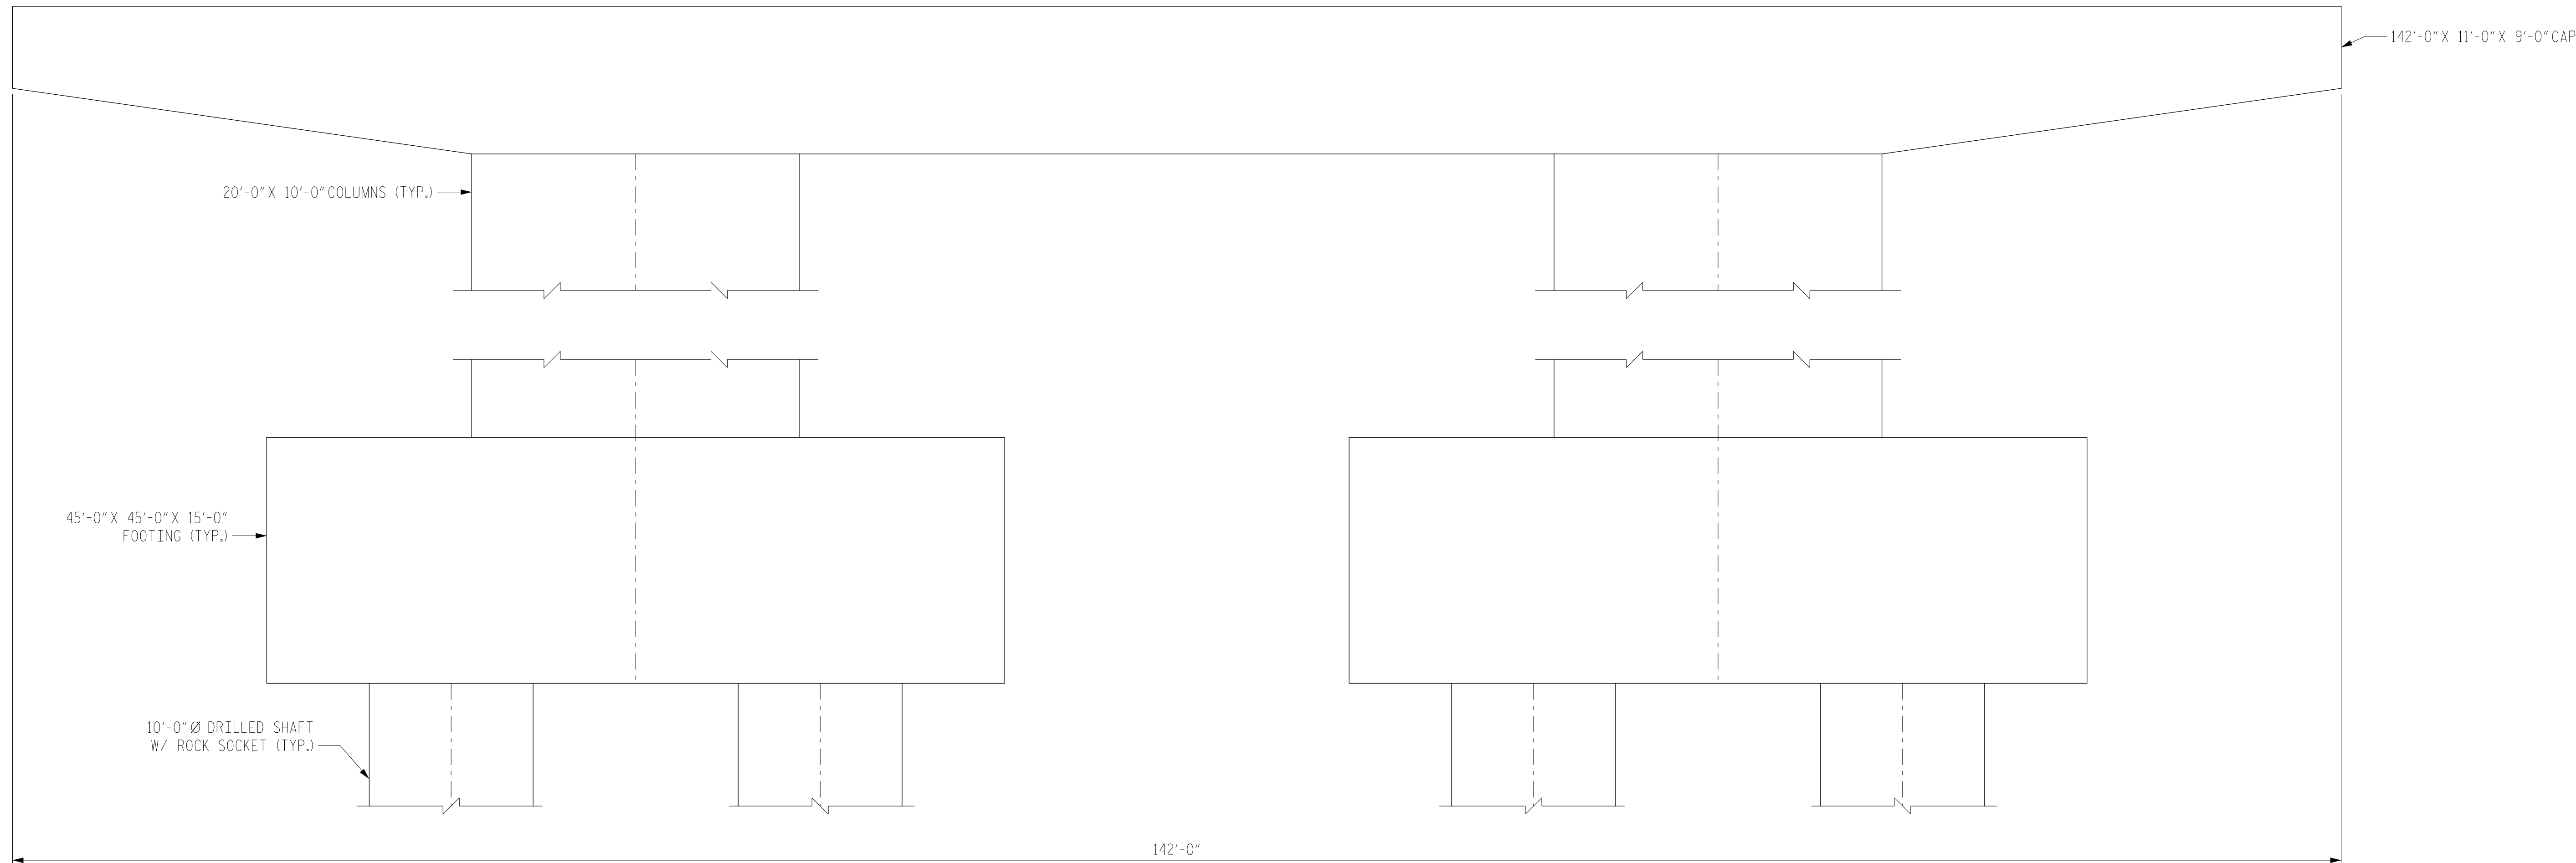 142'-0" X 11'-0" X 9'-0" CAP
20'-0" X 10'-0" COLUMNS (TYP.)
45'-0" X 45'-0" X 15'-0"
FOOTING (TYP.)
10'-0" Ø DRILLED SHAFT
W/ ROCK SOCKET (TYP.)
142'-0"